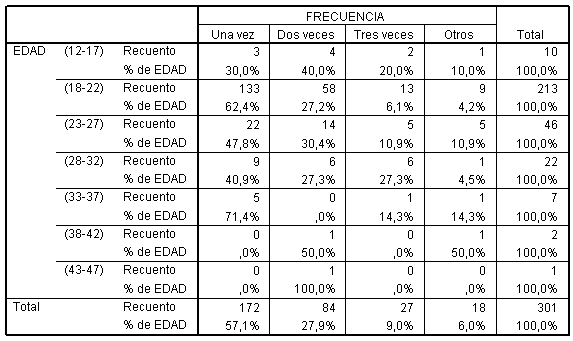 FRECUENCIA
Una vez Dos veces Tres veces Otros Total
EDAD (12-17) Recuento 3 4 2 1 10
% de EDAD 30,0% 40,0% 20,0% 10,0% 100,0%
(18-22) Recuento 133 58 13 9 213
% de EDAD 62,4% 27,2% 6,1% 4,2% 100,0%
(23-27) Recuento 22 14 5 5 46
% de EDAD 47,8% 30,4% 10,9% 10,9% 100,0%
(28-32) Recuento 9 6 6 1 22
% de EDAD 40,9% 27,3% 27,3% 4,5% 100,0%
(33-37) Recuento 5 0 1 1 7
% de EDAD 71,4% ,0% 14,3% 14,3% 100,0%
(38-42) Recuento 0 1 0 1 2
% de EDAD ,0% 50,0% ,0% 50,0% 100,0%
(43-47) Recuento 0 1 0 0 1
% de EDAD ,0% 100,0% ,0% ,0% 100,0%
Total Recuento 172 84 27 18 301
% de EDAD 57,1% 27,9% 9,0% 6,0% 100,0%